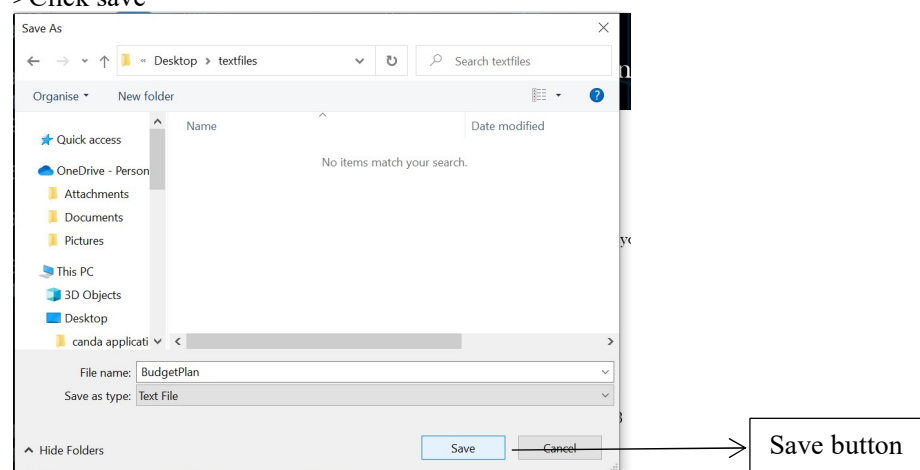 >Click save
Save As
« Desktop > textfiles
Search textfiles
Organise
New folder
Name
Date modified
Quick access
No items match your search.
OneDrive - Person
Attachments
Documents
Pictures
This PC
3D Objects
Desktop
canda applicati
File name: BudgetPlan
Save as type: Text File
Hide Folders
Save
Cancel
Save button